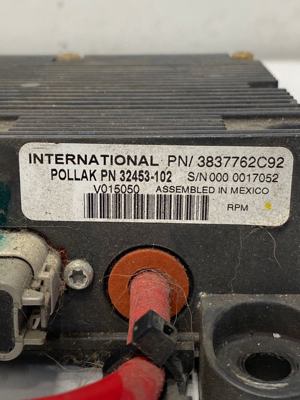 INTERNATIONAL PN/ 3837762C92
POLLAK PN 32453-102 S/N 000 0017052
V015050 ASSEMBLED IN MEXICO
RPM